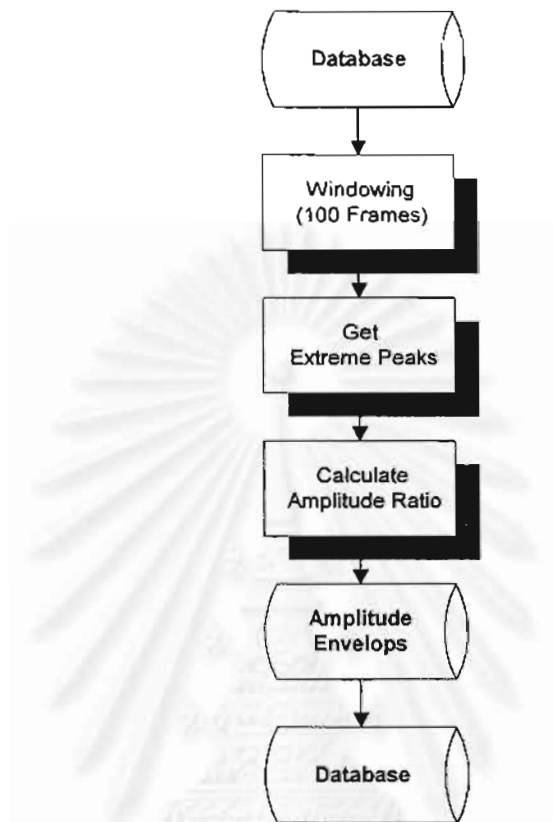 Database
Windowing
(100 Frames)
Get
Extreme Peaks
Calculate
Amplitude Ratio
Amplitude
Envelops
Database